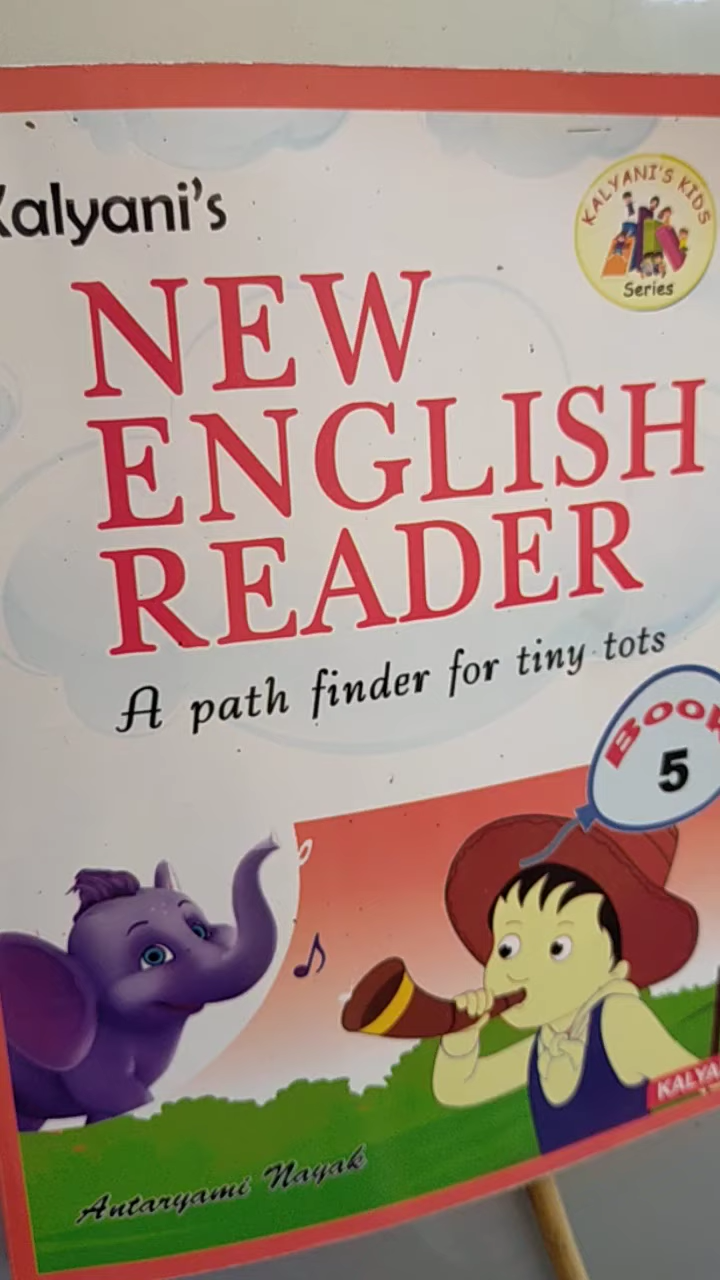 Kalyani's
KALYANI'S KIDS
Series
NEW
ENGLISH
READER
A path finder for tiny tots
BOOK
5
Antaryami Nayak